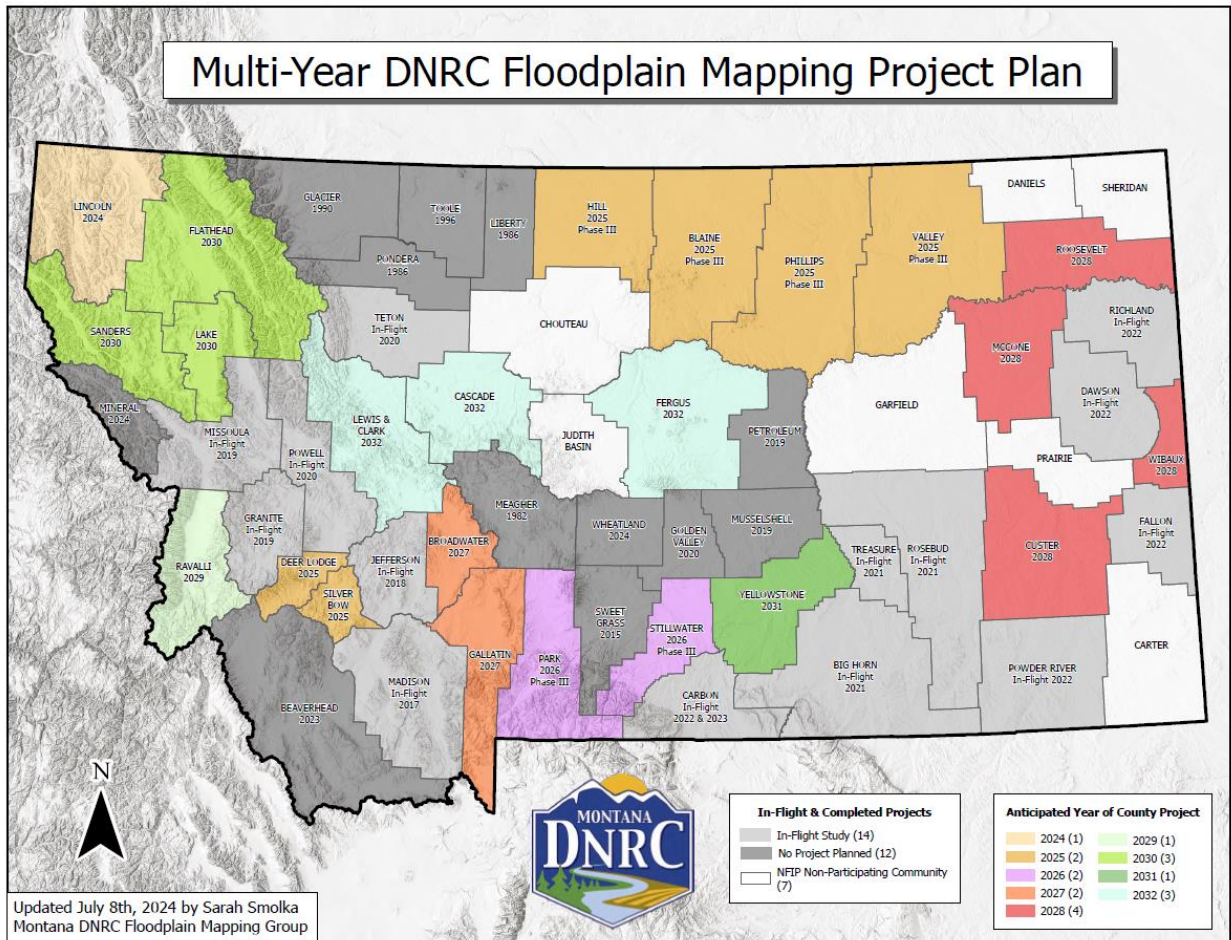 Multi-Year DNRC Floodplain Mapping Project Plan
LINCOLN
2024
FLATHEAD
2030
GLACIER
1990
TOOLE
1996
LIBERTY
1986
HILL
2025
Phase III
BLAINE
2025
Phase III
PHILLIPS
2025
Phase III
VALLEY
2025
Phase III
DANIELS
SHERIDAN
ROOSEVELT
2028
PONDERA
1986
SANDERS
2030
LAKE
2030
TETON
In-Flight
2020
CHOUTEAU
RICHLAND
In-Flight
2022
MCCONE
2028
DAWSON
In-Flight
2022
MINERAL
2024
MISSOULA
In-Flight
2019
POWELL
In-Flight
2020
LEWIS &
CLARK
2032
CASCADE
2032
JUDITH
BASIN
FERGUS
2032
PETROLEUM
2019
GARFIELD
PRAIRIE
WIBAUX
2028
GRANITE
In-Flight
2019
MEAGHER
1982
WHEATLAND
2024
GOLDEN
VALLEY
2020
MUSSELSHELL
2019
TREASURE
In-Flight
2021
ROSEBUD
In-Flight
2021
CUSTER
2028
FALLON
In-Flight
2022
RAVALLI
2029
DEER LODGE
2025
SILVER
BOW
2025
JEFFERSON
In-Flight
2018
BROADWATER
2027
YELLOWSTONE
2031
SWEET
GRASS
2015
STILLWATER
2026
Phase III
GALLATIN
2027
PARK
2026
Phase III
MADISON
In-Flight
2017
BEAVERHEAD
2023
CARBON
In-Flight
2022 & 2023
BIG HORN
In-Flight
2021
POWDER RIVER
In-Flight 2022
CARTER
N
MONTANA
DNRC
In-Flight & Completed Projects
In-Flight Study (14)
No Project Planned (12)
NFIP Non-Participating Community
(7)
Anticipated Year of County Project
2024 (1)
2025 (2)
2026 (2)
2027 (2)
2028 (4)
2029 (1)
2030 (3)
2031 (1)
2032 (3)
Updated July 8th, 2024 by Sarah Smolka
Montana DNRC Floodplain Mapping Group